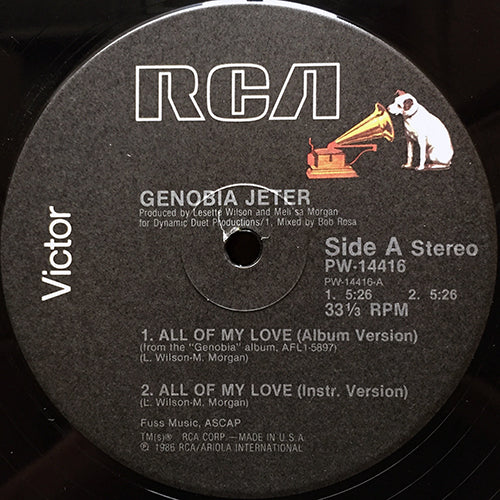 RCA
Victor
GENOBIA JETER
Produced by Lesette Wilson and Meli'sa Morgan
for Dynamic Duet Productions/1, Mixed by Bob Rosa
Side A Stereo
PW-14416
PW-14416-A
1. 5:26 2. 5:26
33⅓ RPM
1. ALL OF MY LOVE (Album Version)
(from the "Genobia" album, AFL1-5897)
(L. Wilson-M. Morgan)
2. ALL OF MY LOVE (Instr. Version)
(L. Wilson-M. Morgan)
Fuss Music, ASCAP
TM(s)® RCA CORP.—MADE IN U.S.A.
℗ 1986 RCA/ARIOLA INTERNATIONAL